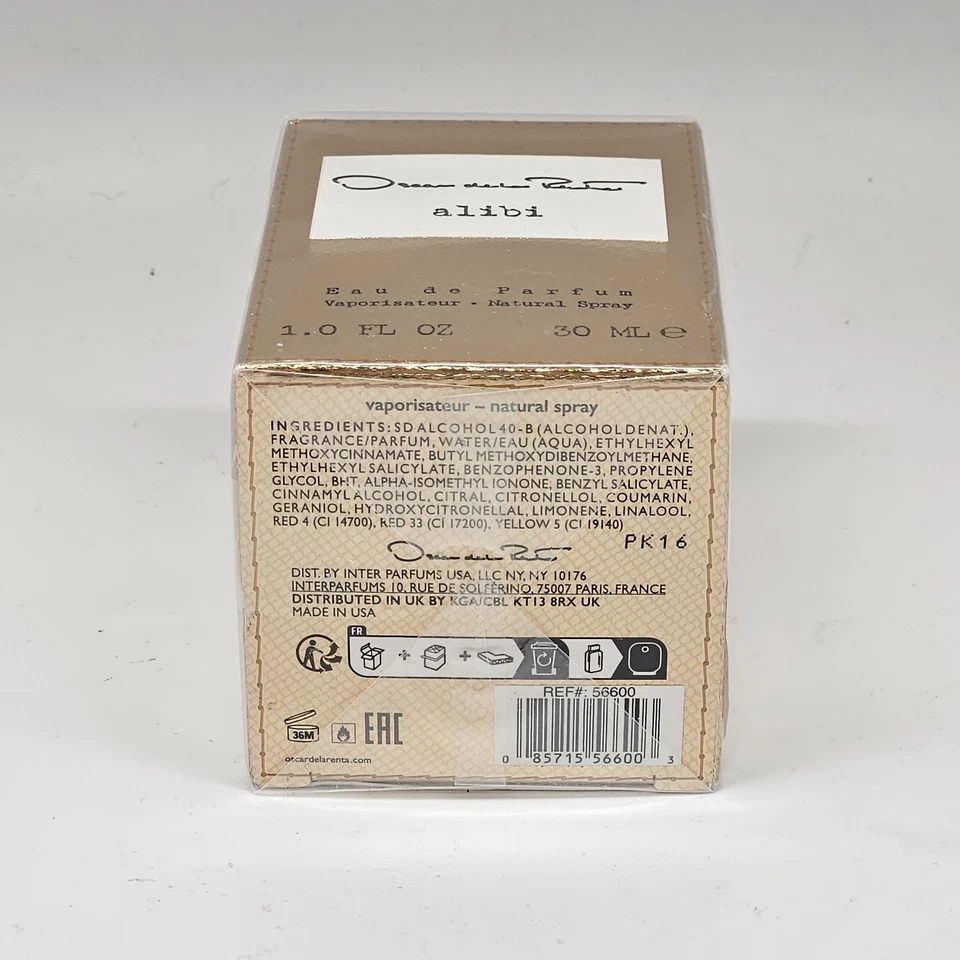 Oscar de la Renta
alibi
Eau de Parfum
Vaporisateur • Natural Spray
1.0 FL OZ 30 ML ℮
vaporisateur – natural spray
INGREDIENTS: SD ALCOHOL 40-B (ALCOHOL DENAT.),
FRAGRANCE/PARFUM, WATER/EAU (AQUA), ETHYLHEXYL
METHOXYCINNAMATE, BUTYL METHOXYDIBENZOYLMETHANE,
ETHYLHEXYL SALICYLATE, BENZOPHENONE-3, PROPYLENE
GLYCOL, BHT, ALPHA-ISOMETHYL IONONE, BENZYL SALICYLATE,
CINNAMYL ALCOHOL, CITRAL, CITRONELLOL, COUMARIN,
GERANIOL, HYDROXYCITRONELLAL, LIMONENE, LINALOOL,
RED 4 (CI 14700), RED 33 (CI 17200), YELLOW 5 (CI 19140)
PK16
Oscar de la Renta
DIST. BY INTER PARFUMS USA, LLC NY, NY 10176
INTERPARFUMS 10, RUE DE SOLFÉRINO, 75007 PARIS, FRANCE
DISTRIBUTED IN UK BY KGA/CBL KT13 8RX UK
MADE IN USA
FR
+ +
REF#: 56600
36M EAC
0 85715 56600 3
oscardelarenta.com